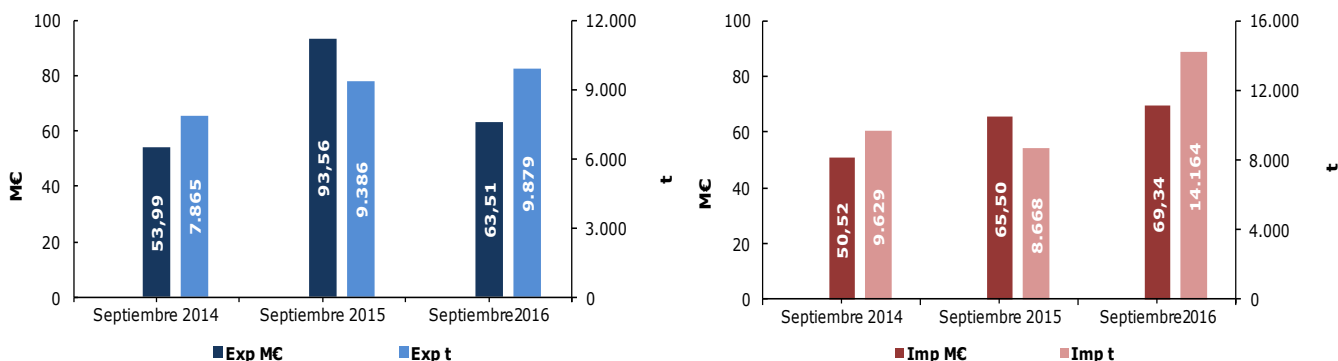 100
80
60
40
20
0
M€
12.000
9.000
6.000
3.000
0
t
53,99
7.865
93,56
9.386
63,51
9.879
Septiembre 2014
Septiembre 2015
Septiembre2016
Exp M€
Exp t
100
80
60
40
20
0
M€
16.000
12.000
8.000
4.000
0
t
50,52
9.629
65,50
8.668
69,34
14.164
Septiembre 2014
Septiembre 2015
Septiembre2016
Imp M€
Imp t